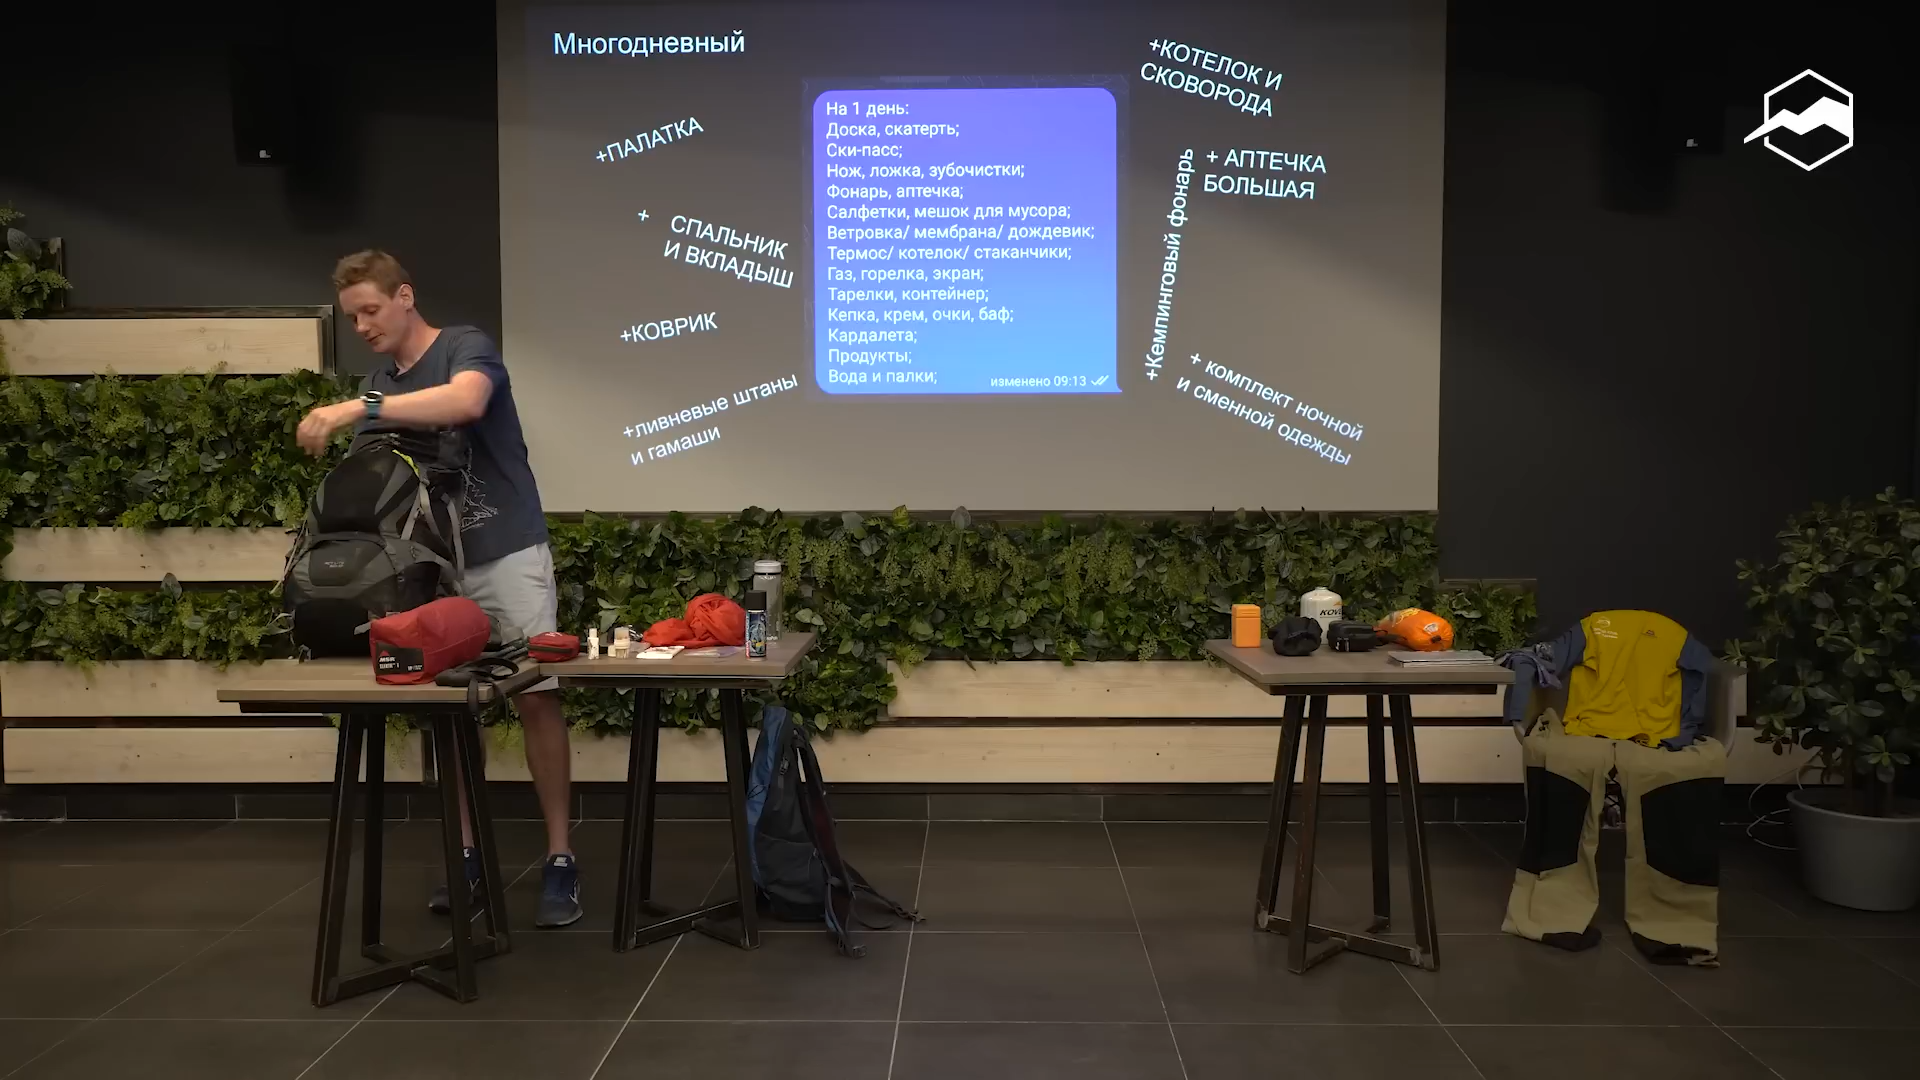 Многодневный
+ПАЛАТКА
+ СПАЛЬНИК
И ВКЛАДЫШ
+КОВРИК
+ливневые штаны
и гамаши
На 1 день:
Доска, скатерть;
Ски-пасс;
Нож, ложка, зубочистки;
Фонарь, аптечка;
Салфетки, мешок для мусора;
Ветровка/ мембрана/ дождевик;
Термос/ котелок/ стаканчики;
Газ, горелка, экран;
Тарелки, контейнер;
Кепка, крем, очки, баф;
Кардалета;
Продукты;
Вода и палки;
изменено 09:13
+КОТЕЛОК И
СКОВОРОДА
+ АПТЕЧКА
БОЛЬШАЯ
+Кемпинговый фонарь
+ комплект ночной
и сменной одежды
MSR